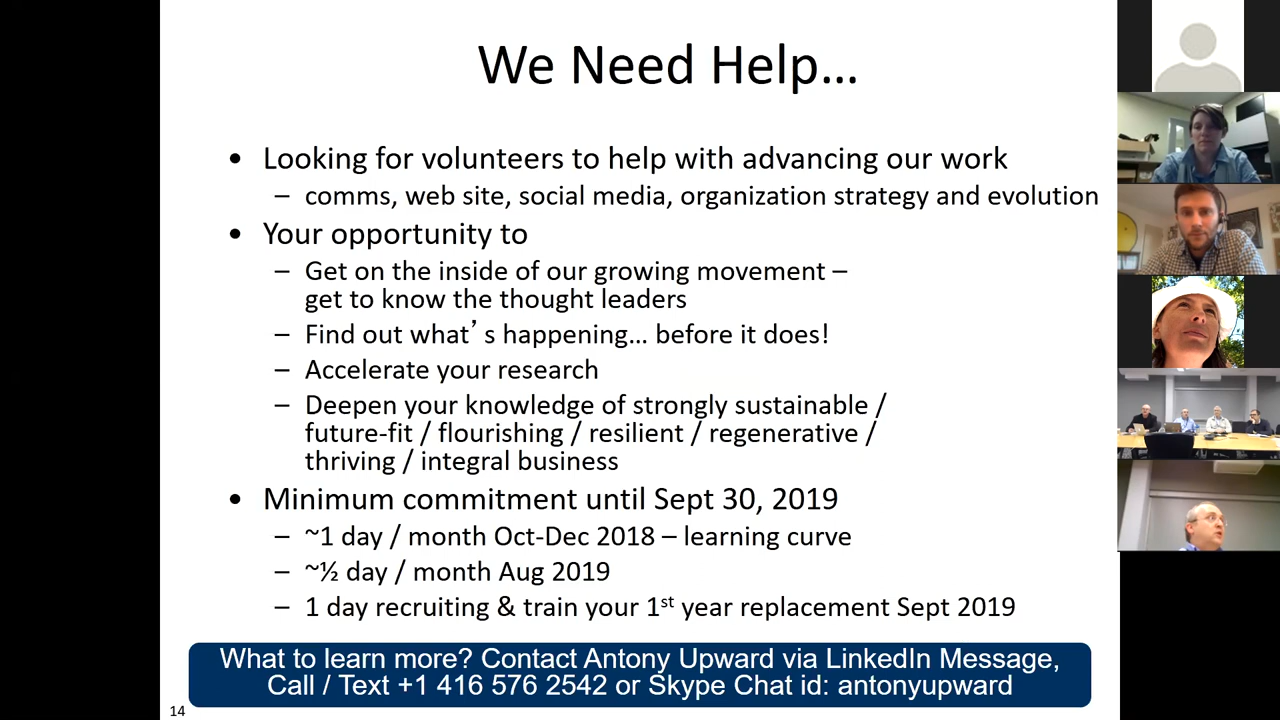 We Need Help…
• Looking for volunteers to help with advancing our work
– comms, web site, social media, organization strategy and evolution
• Your opportunity to
– Get on the inside of our growing movement –
get to know the thought leaders
– Find out what’s happening… before it does!
– Accelerate your research
– Deepen your knowledge of strongly sustainable /
future-fit / flourishing / resilient / regenerative /
thriving / integral business
• Minimum commitment until Sept 30, 2019
– ~1 day / month Oct-Dec 2018 – learning curve
– ~½ day / month Aug 2019
– 1 day recruiting & train your 1st year replacement Sept 2019
What to learn more? Contact Antony Upward via LinkedIn Message,
Call / Text +1 416 576 2542 or Skype Chat id: antonyupward
14